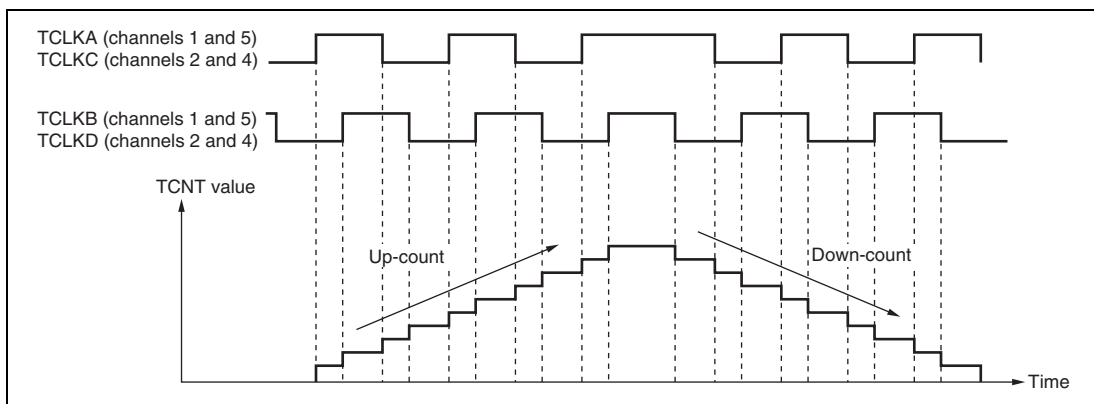 TCLKA (channels 1 and 5)
TCLKC (channels 2 and 4)
TCLKB (channels 1 and 5)
TCLKD (channels 2 and 4)
TCNT value
Up-count
Down-count
Time